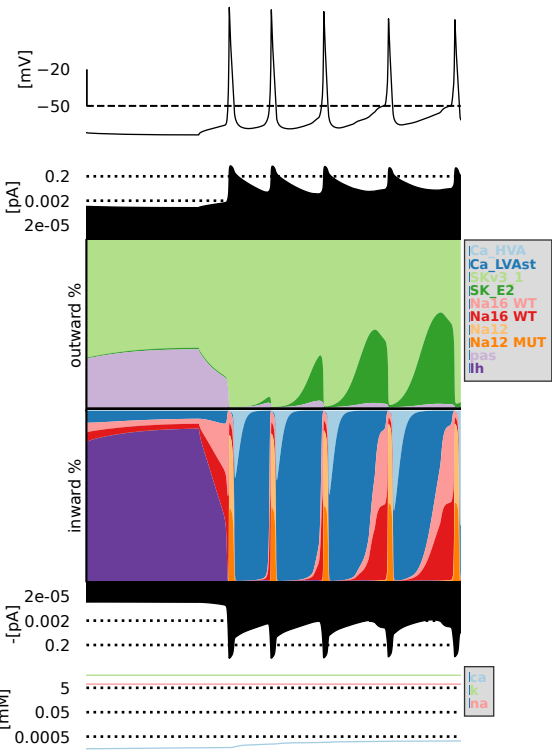 [mV]
−20
−50
[pA]
0.2
0.002
2e-05
outward %
Ca_HVA
Ca_LVAst
SKv3_1
SK_E2
Na16 WT
Na16 WT
Na12
Na12 MUT
pas
Ih
inward %
-[pA]
2e-05
0.002
0.2
[mM]
5
0.05
0.0005
ca
k
na